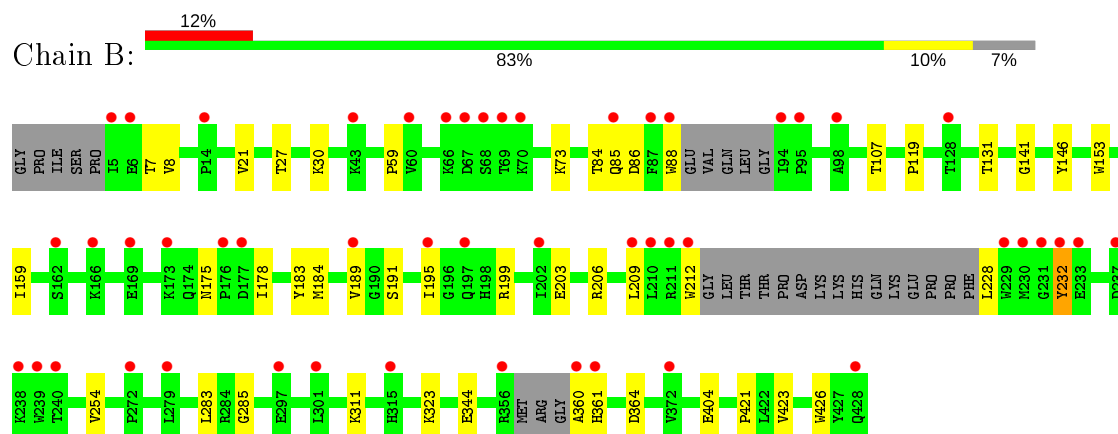 12%
Chain B:
83%
10%
7%
GLY PRO ILE SER PRO I5 E6 T7 V8 P14 V21 T27 K30 K43 P59 V60 K66 D67 S68 T69 K70 K73 T84 Q85 D86 F87 W88 GLU VAL GLN LEU GLY I94 P95 A98 T107 P119 T128 T131 G141 Y146 W153
I159 S162 K166 E169 K173 Q174 N175 P176 D177 I178 Y183 M184 V189 G190 S191 I195 G196 Q197 H198 R199 I202 E203 R206 L209 L210 R211 W212 GLY LEU THR THR PRO ASP LYS LYS HIS GLN LYS GLU PRO PRO PHE L228 W229 M230 G231 Y232 E233 D237
K238 W239 T240 V254 P272 L279 L283 R284 G285 E297 L301 K311 H315 K323 E344 R356 MET ARG GLY A360 H361 D364 V372 E404 P421 L422 V423 W426 Y427 Q428